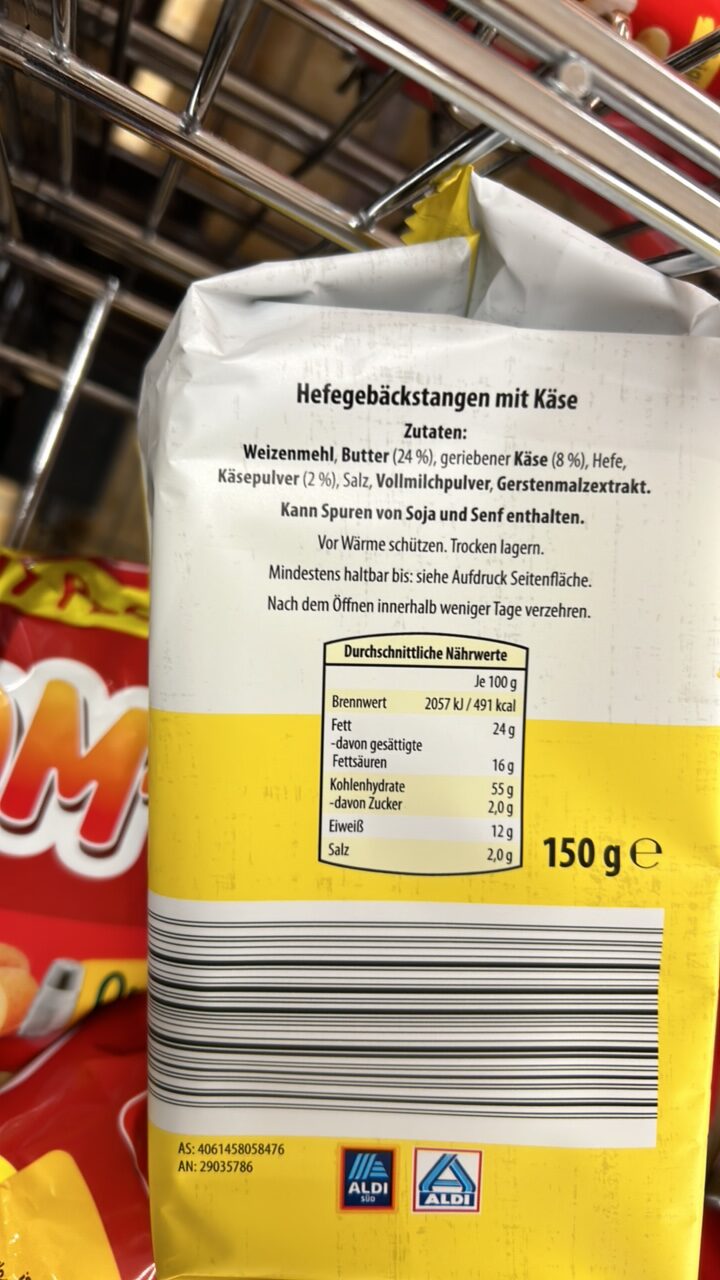 Hefegebäckstangen mit Käse
Zutaten:
Weizenmehl, Butter (24 %), geriebener Käse (8 %), Hefe,
Käsepulver (2 %), Salz, Vollmilchpulver, Gerstenmalzextrakt.
Kann Spuren von Soja und Senf enthalten.
Vor Wärme schützen. Trocken lagern.
Mindestens haltbar bis: siehe Aufdruck Seitenfläche.
Nach dem Öffnen innerhalb weniger Tage verzehren.
Durchschnittliche Nährwerte
Je 100 g
Brennwert 2057 kJ / 491 kcal
Fett 24 g
-davon gesättigte
Fettsäuren 16 g
Kohlenhydrate 55 g
-davon Zucker 2,0 g
Eiweiß 12 g
Salz 2,0 g
150 g ℮
AS: 4061458058476
AN: 29035786
ALDI
SÜD
ALDI